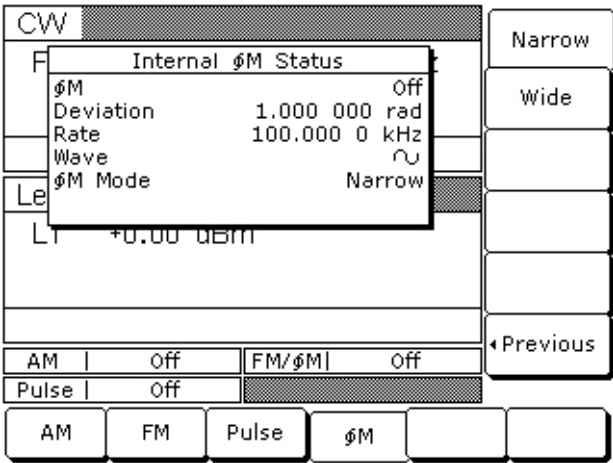 CW
Narrow
Internal ϕM Status
ϕM Off
Deviation 1.000 000 rad
Rate 100.000 0 kHz
Wave
ϕM Mode Narrow
Wide
L1 +0.00 dBm
◂Previous
AM | Off FM/ϕM| Off
Pulse | Off
AM FM Pulse ϕM